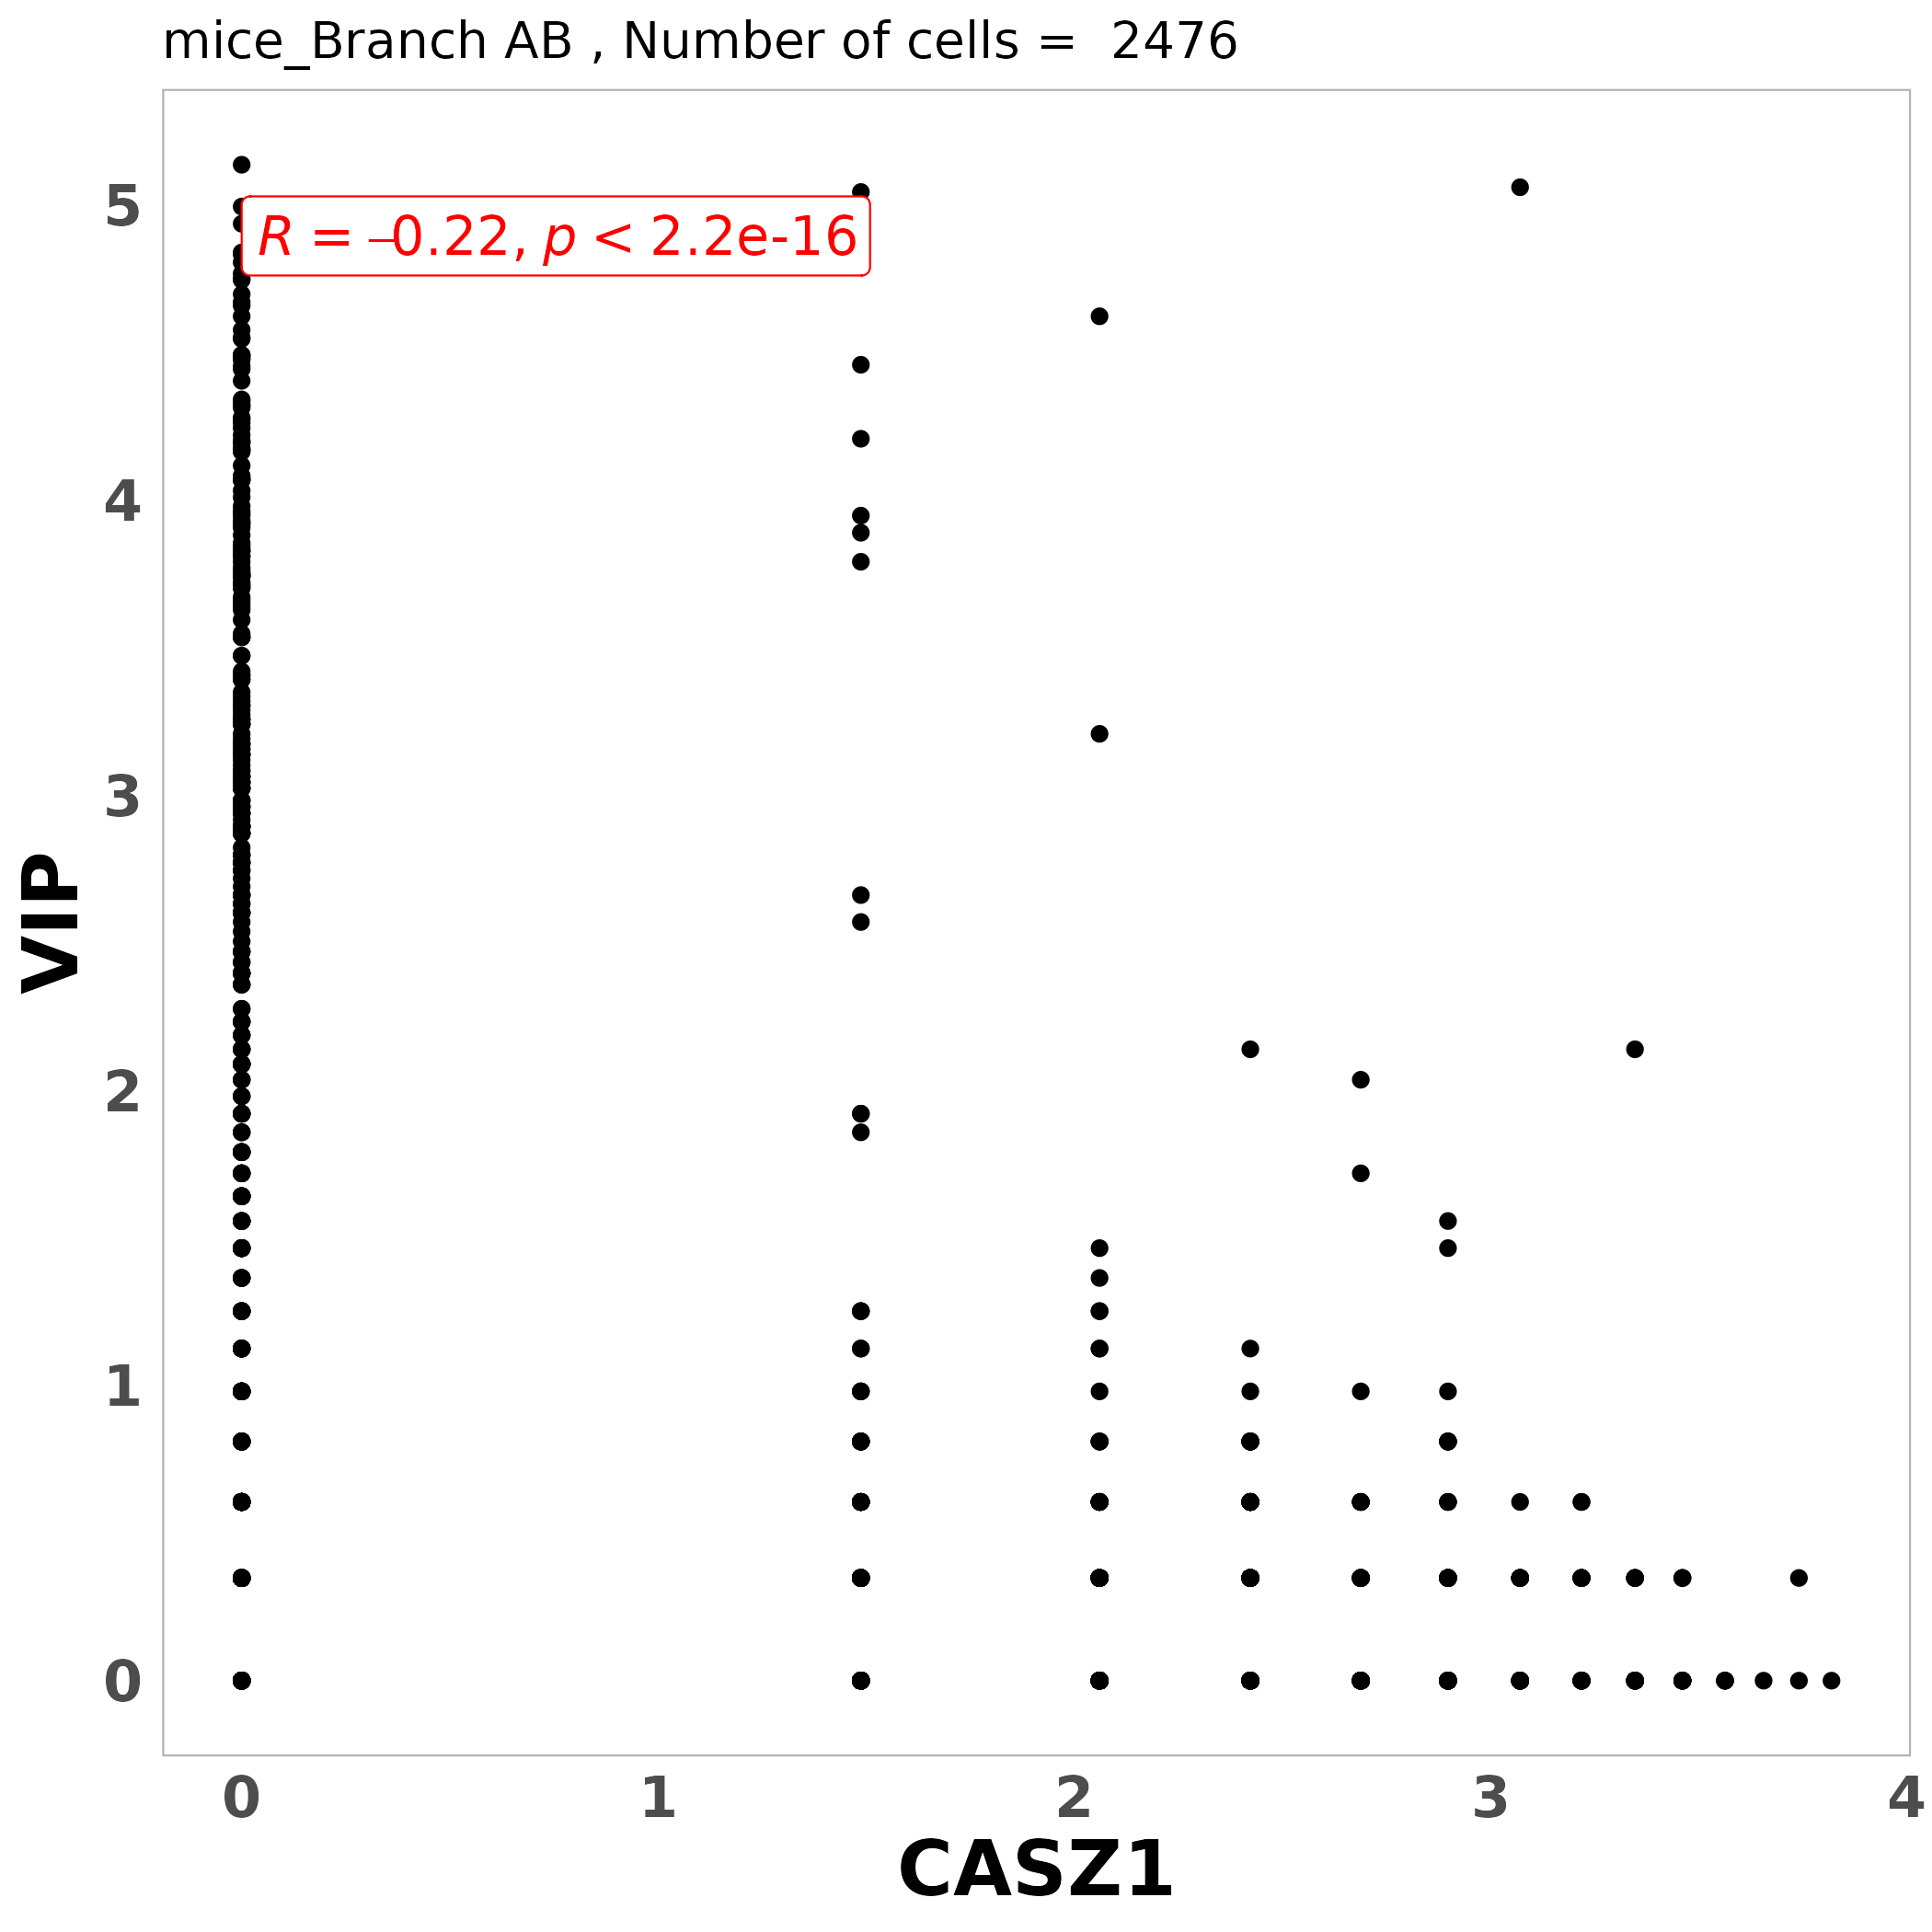 mice_Branch AB , Number of cells =  2476
R = –0.22, p < 2.2e-16
5
4
3
2
1
0
VIP
0 1 2 3 4
CASZ1